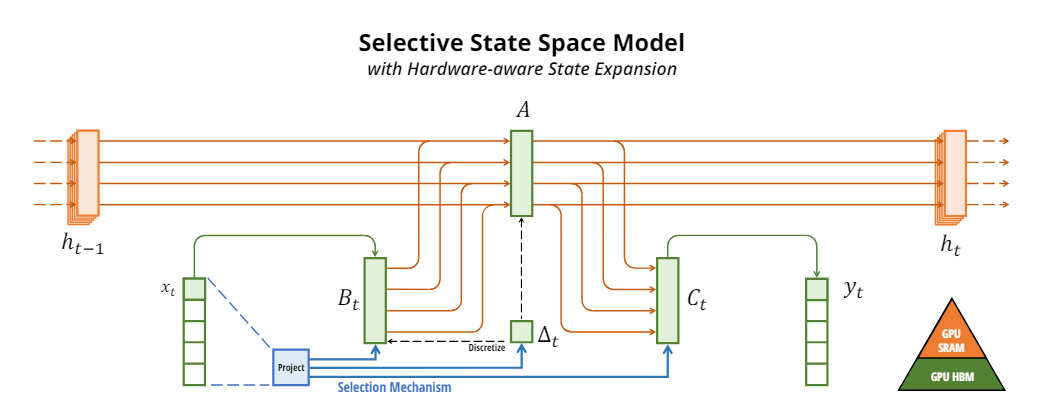 Selective State Space Model
with Hardware-aware State Expansion
A
h_{t−1}
h_t
x_t
B_t
C_t
y_t
Δ_t
GPU
SRAM
Discretize
Project
GPU HBM
Selection Mechanism